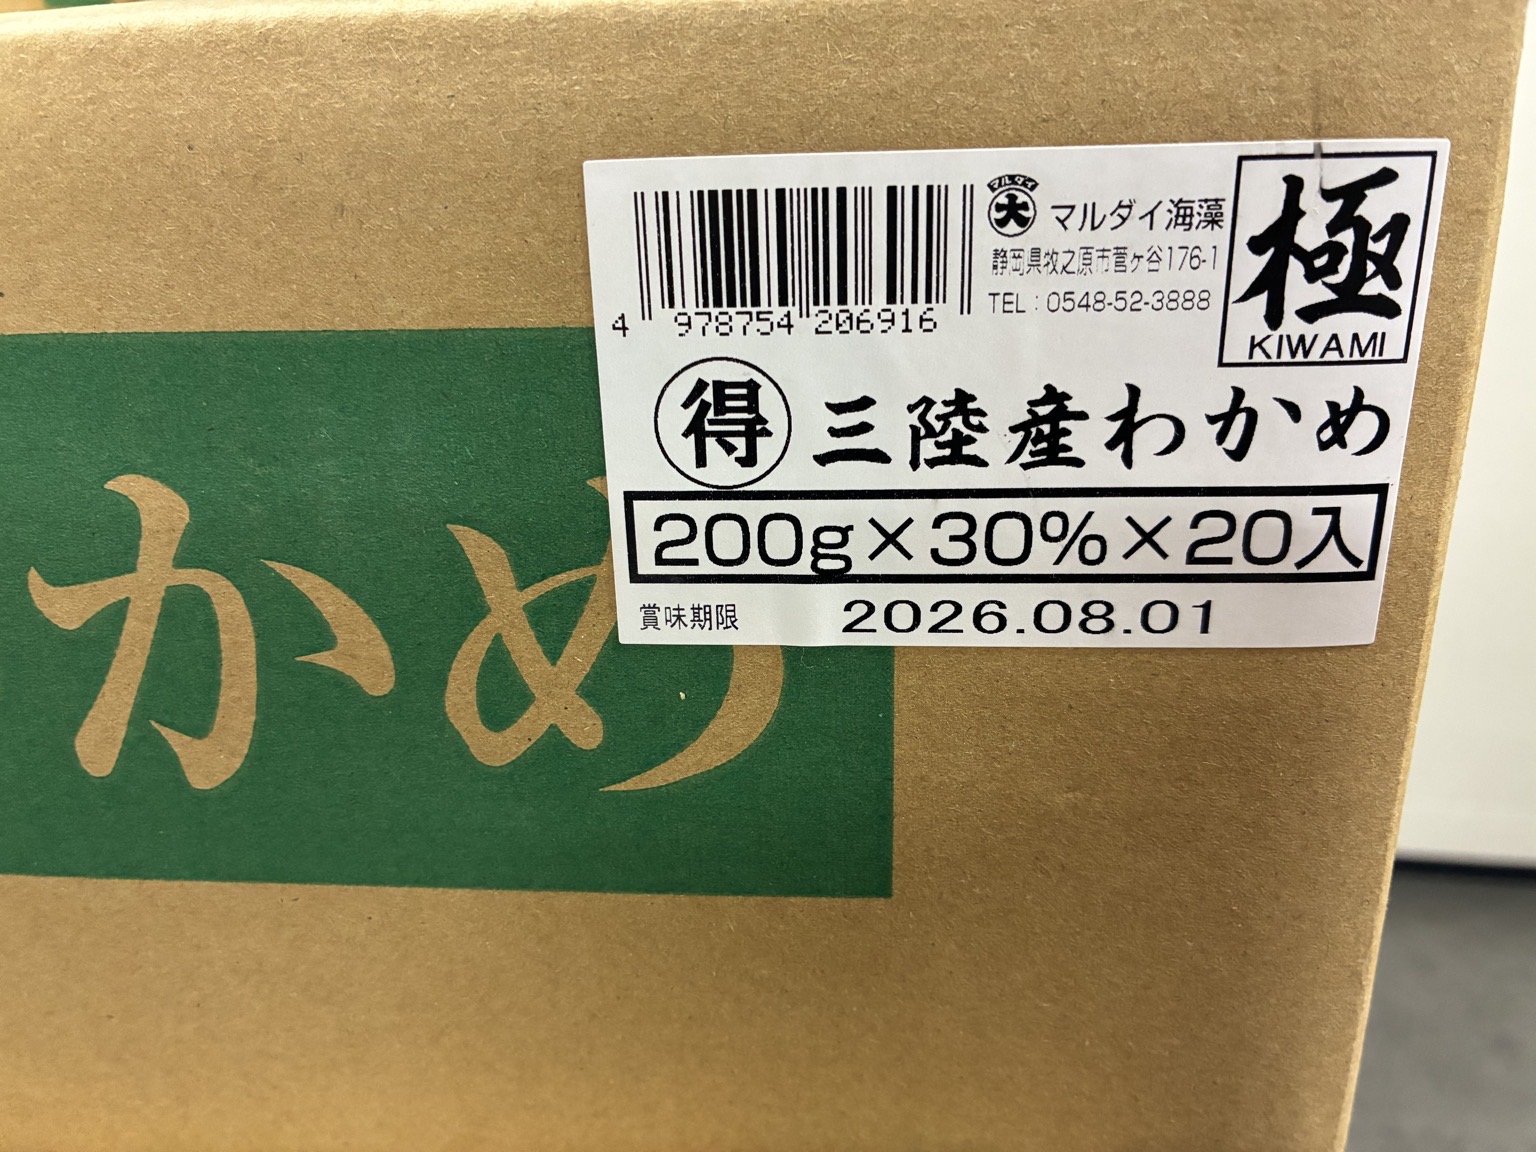 マルダイ
大
マルダイ海藻
静岡県牧之原市菅ヶ谷176-1
TEL:0548-52-3888
極
KIWAMI
4 978754 206916
得 三陸産わかめ
200g×30%×20入
賞味期限 2026.08.01
かめ